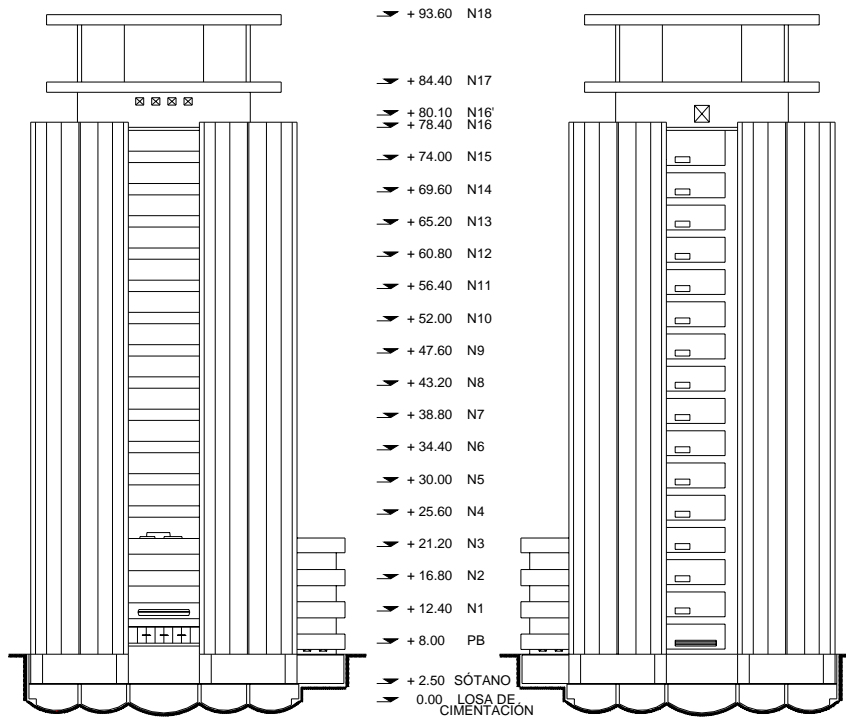 + 93.60 N18
+ 84.40 N17
+ 80.10 N16'
+ 78.40 N16
+ 74.00 N15
+ 69.60 N14
+ 65.20 N13
+ 60.80 N12
+ 56.40 N11
+ 52.00 N10
+ 47.60 N9
+ 43.20 N8
+ 38.80 N7
+ 34.40 N6
+ 30.00 N5
+ 25.60 N4
+ 21.20 N3
+ 16.80 N2
+ 12.40 N1
+ 8.00 PB
+ 2.50 SÓTANO
0.00 LOSA DE
CIMENTACIÓN